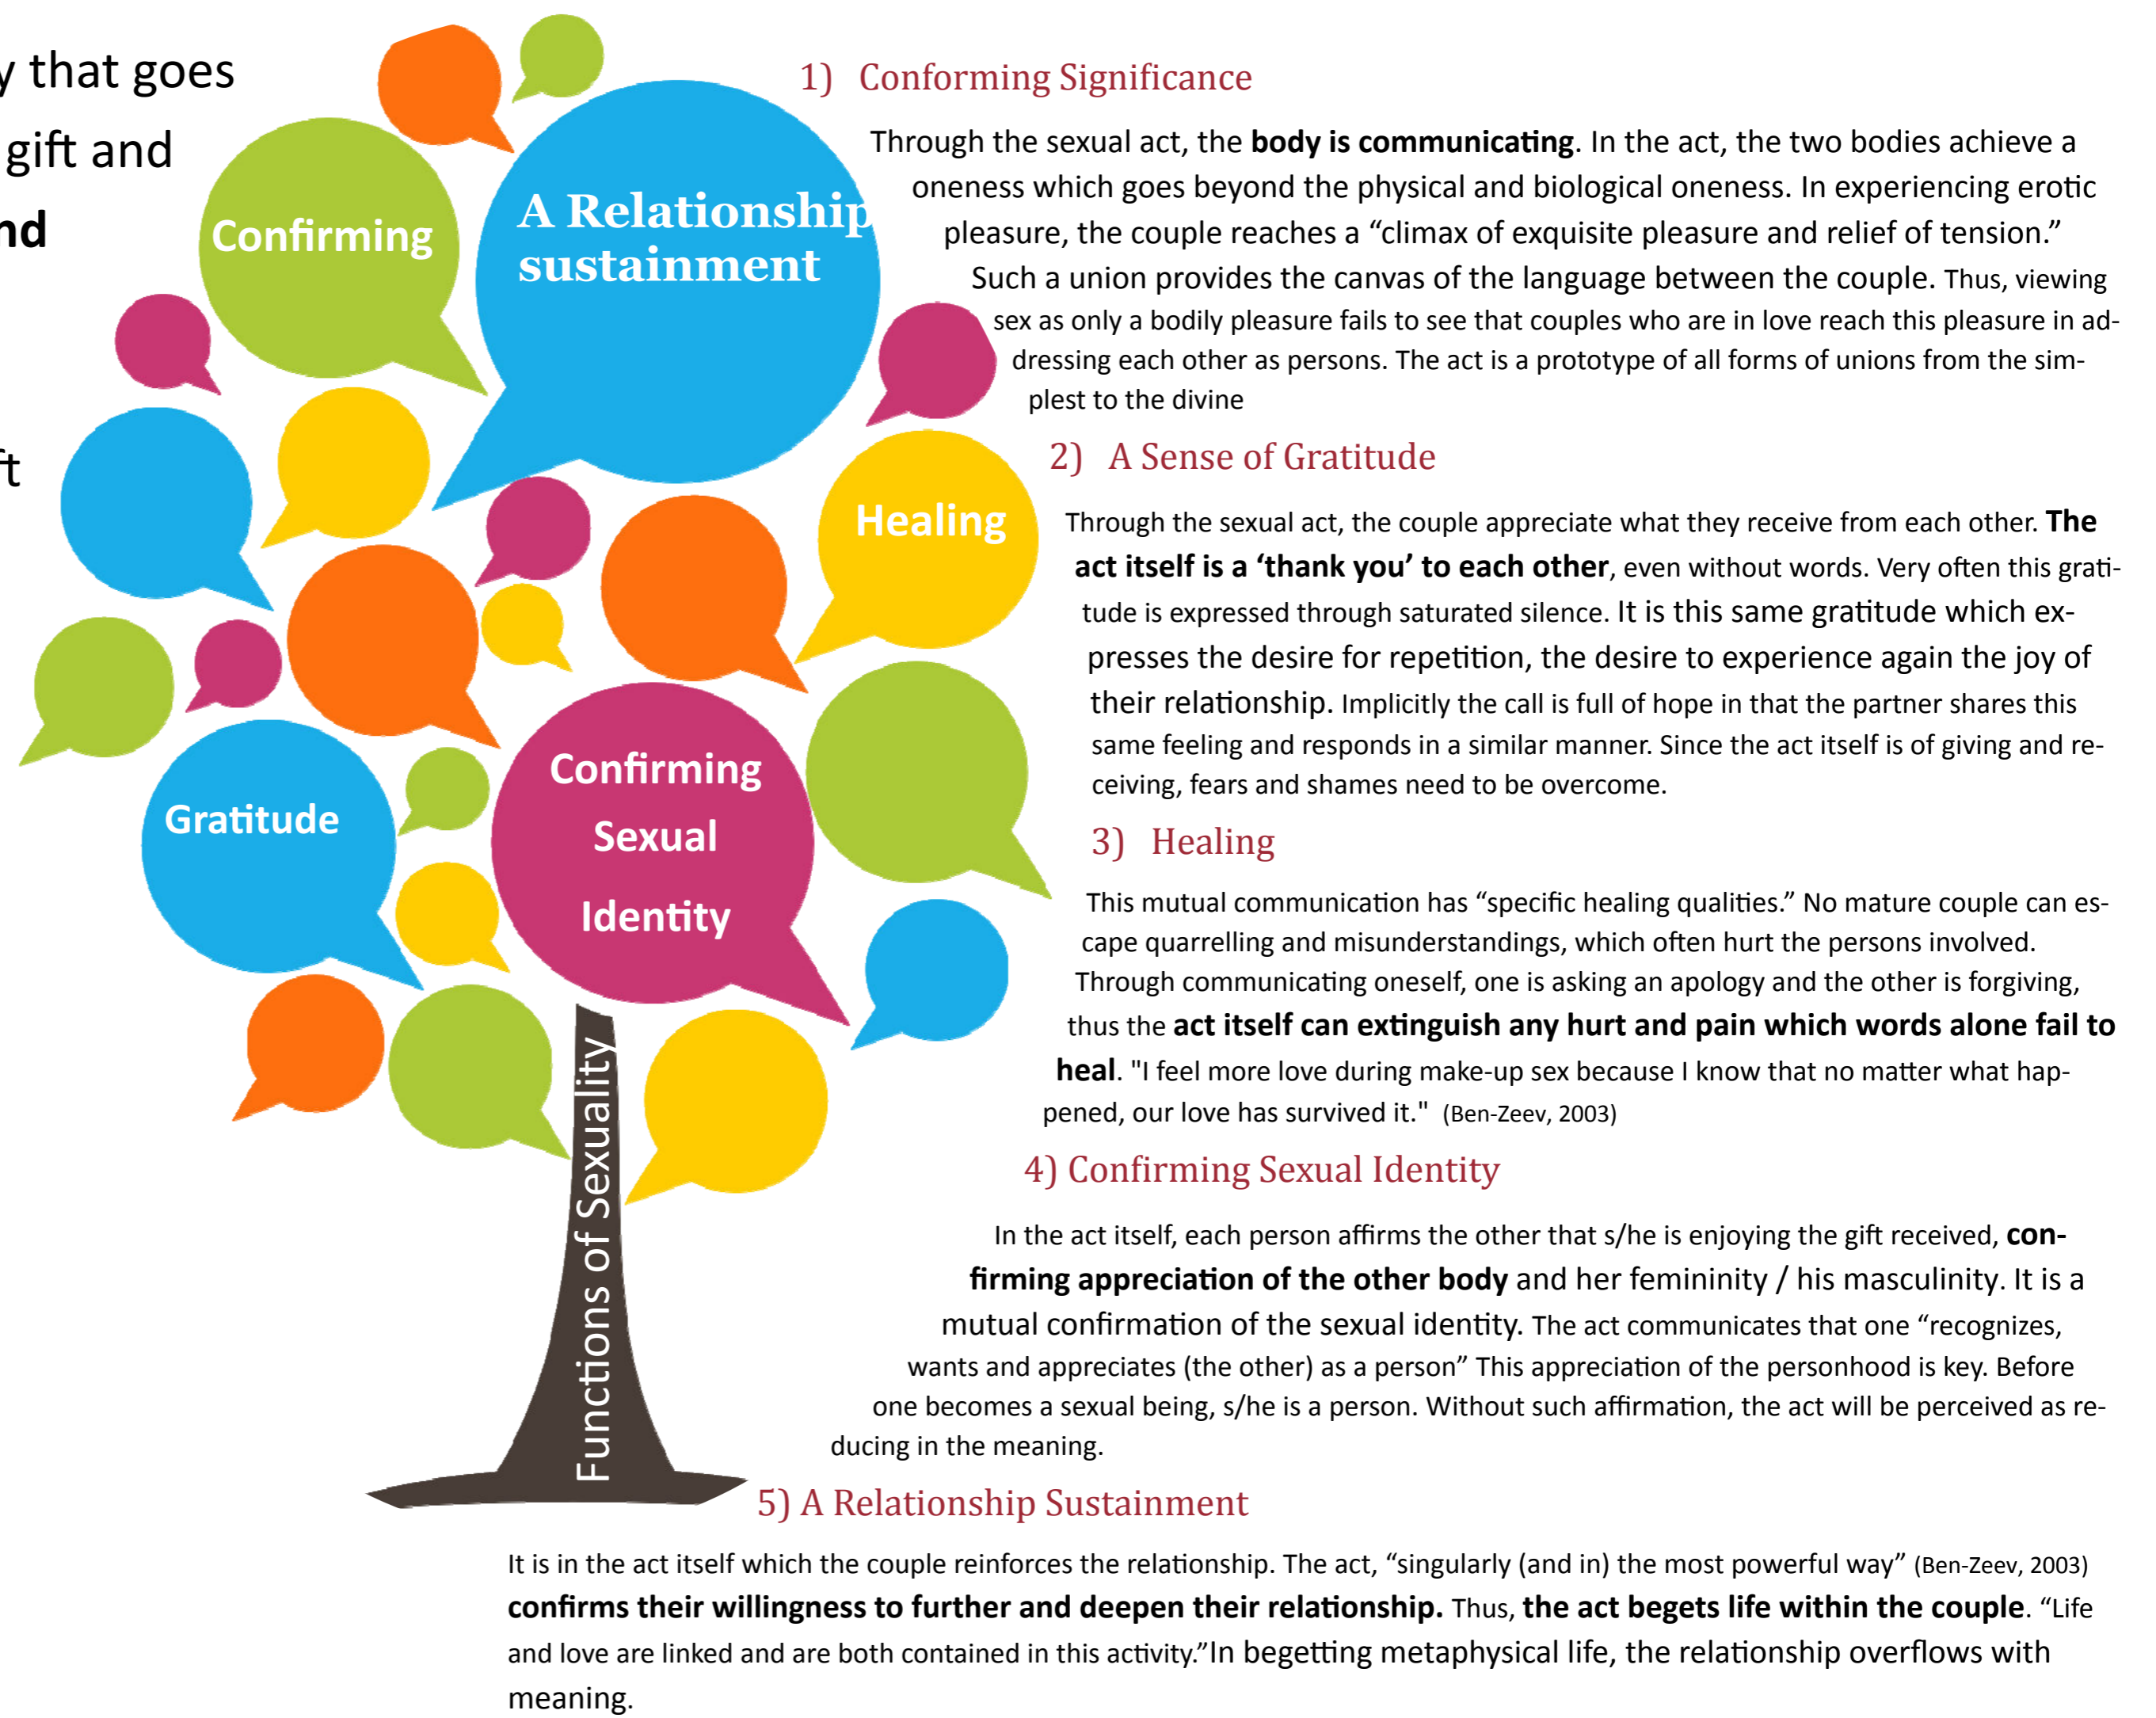 y that goes
gift and
nd
ft
Confirming
A Relationship
sustainment
Healing
Confirming
Sexual
Identity
Gratitude
Functions of Sexuality
1) Conforming Significance
Through the sexual act, the body is communicating. In the act, the two bodies achieve a
oneness which goes beyond the physical and biological oneness. In experiencing erotic
pleasure, the couple reaches a “climax of exquisite pleasure and relief of tension.”
Such a union provides the canvas of the language between the couple. Thus, viewing
sex as only a bodily pleasure fails to see that couples who are in love reach this pleasure in ad-
dressing each other as persons. The act is a prototype of all forms of unions from the sim-
plest to the divine
2) A Sense of Gratitude
Through the sexual act, the couple appreciate what they receive from each other. The
act itself is a ‘thank you’ to each other, even without words. Very often this grati-
tude is expressed through saturated silence. It is this same gratitude which ex-
presses the desire for repetition, the desire to experience again the joy of
their relationship. Implicitly the call is full of hope in that the partner shares this
same feeling and responds in a similar manner. Since the act itself is of giving and re-
ceiving, fears and shames need to be overcome.
3) Healing
This mutual communication has “specific healing qualities.” No mature couple can es-
cape quarrelling and misunderstandings, which often hurt the persons involved.
Through communicating oneself, one is asking an apology and the other is forgiving,
thus the act itself can extinguish any hurt and pain which words alone fail to
heal. "I feel more love during make-up sex because I know that no matter what hap-
pened, our love has survived it." (Ben-Zeev, 2003)
4) Confirming Sexual Identity
In the act itself, each person affirms the other that s/he is enjoying the gift received, con-
firming appreciation of the other body and her femininity / his masculinity. It is a
mutual confirmation of the sexual identity. The act communicates that one “recognizes,
wants and appreciates (the other) as a person” This appreciation of the personhood is key. Before
one becomes a sexual being, s/he is a person. Without such affirmation, the act will be perceived as re-
ducing in the meaning.
5) A Relationship Sustainment
It is in the act itself which the couple reinforces the relationship. The act, “singularly (and in) the most powerful way” (Ben-Zeev, 2003)
confirms their willingness to further and deepen their relationship. Thus, the act begets life within the couple. “Life
and love are linked and are both contained in this activity.”In begetting metaphysical life, the relationship overflows with
meaning.